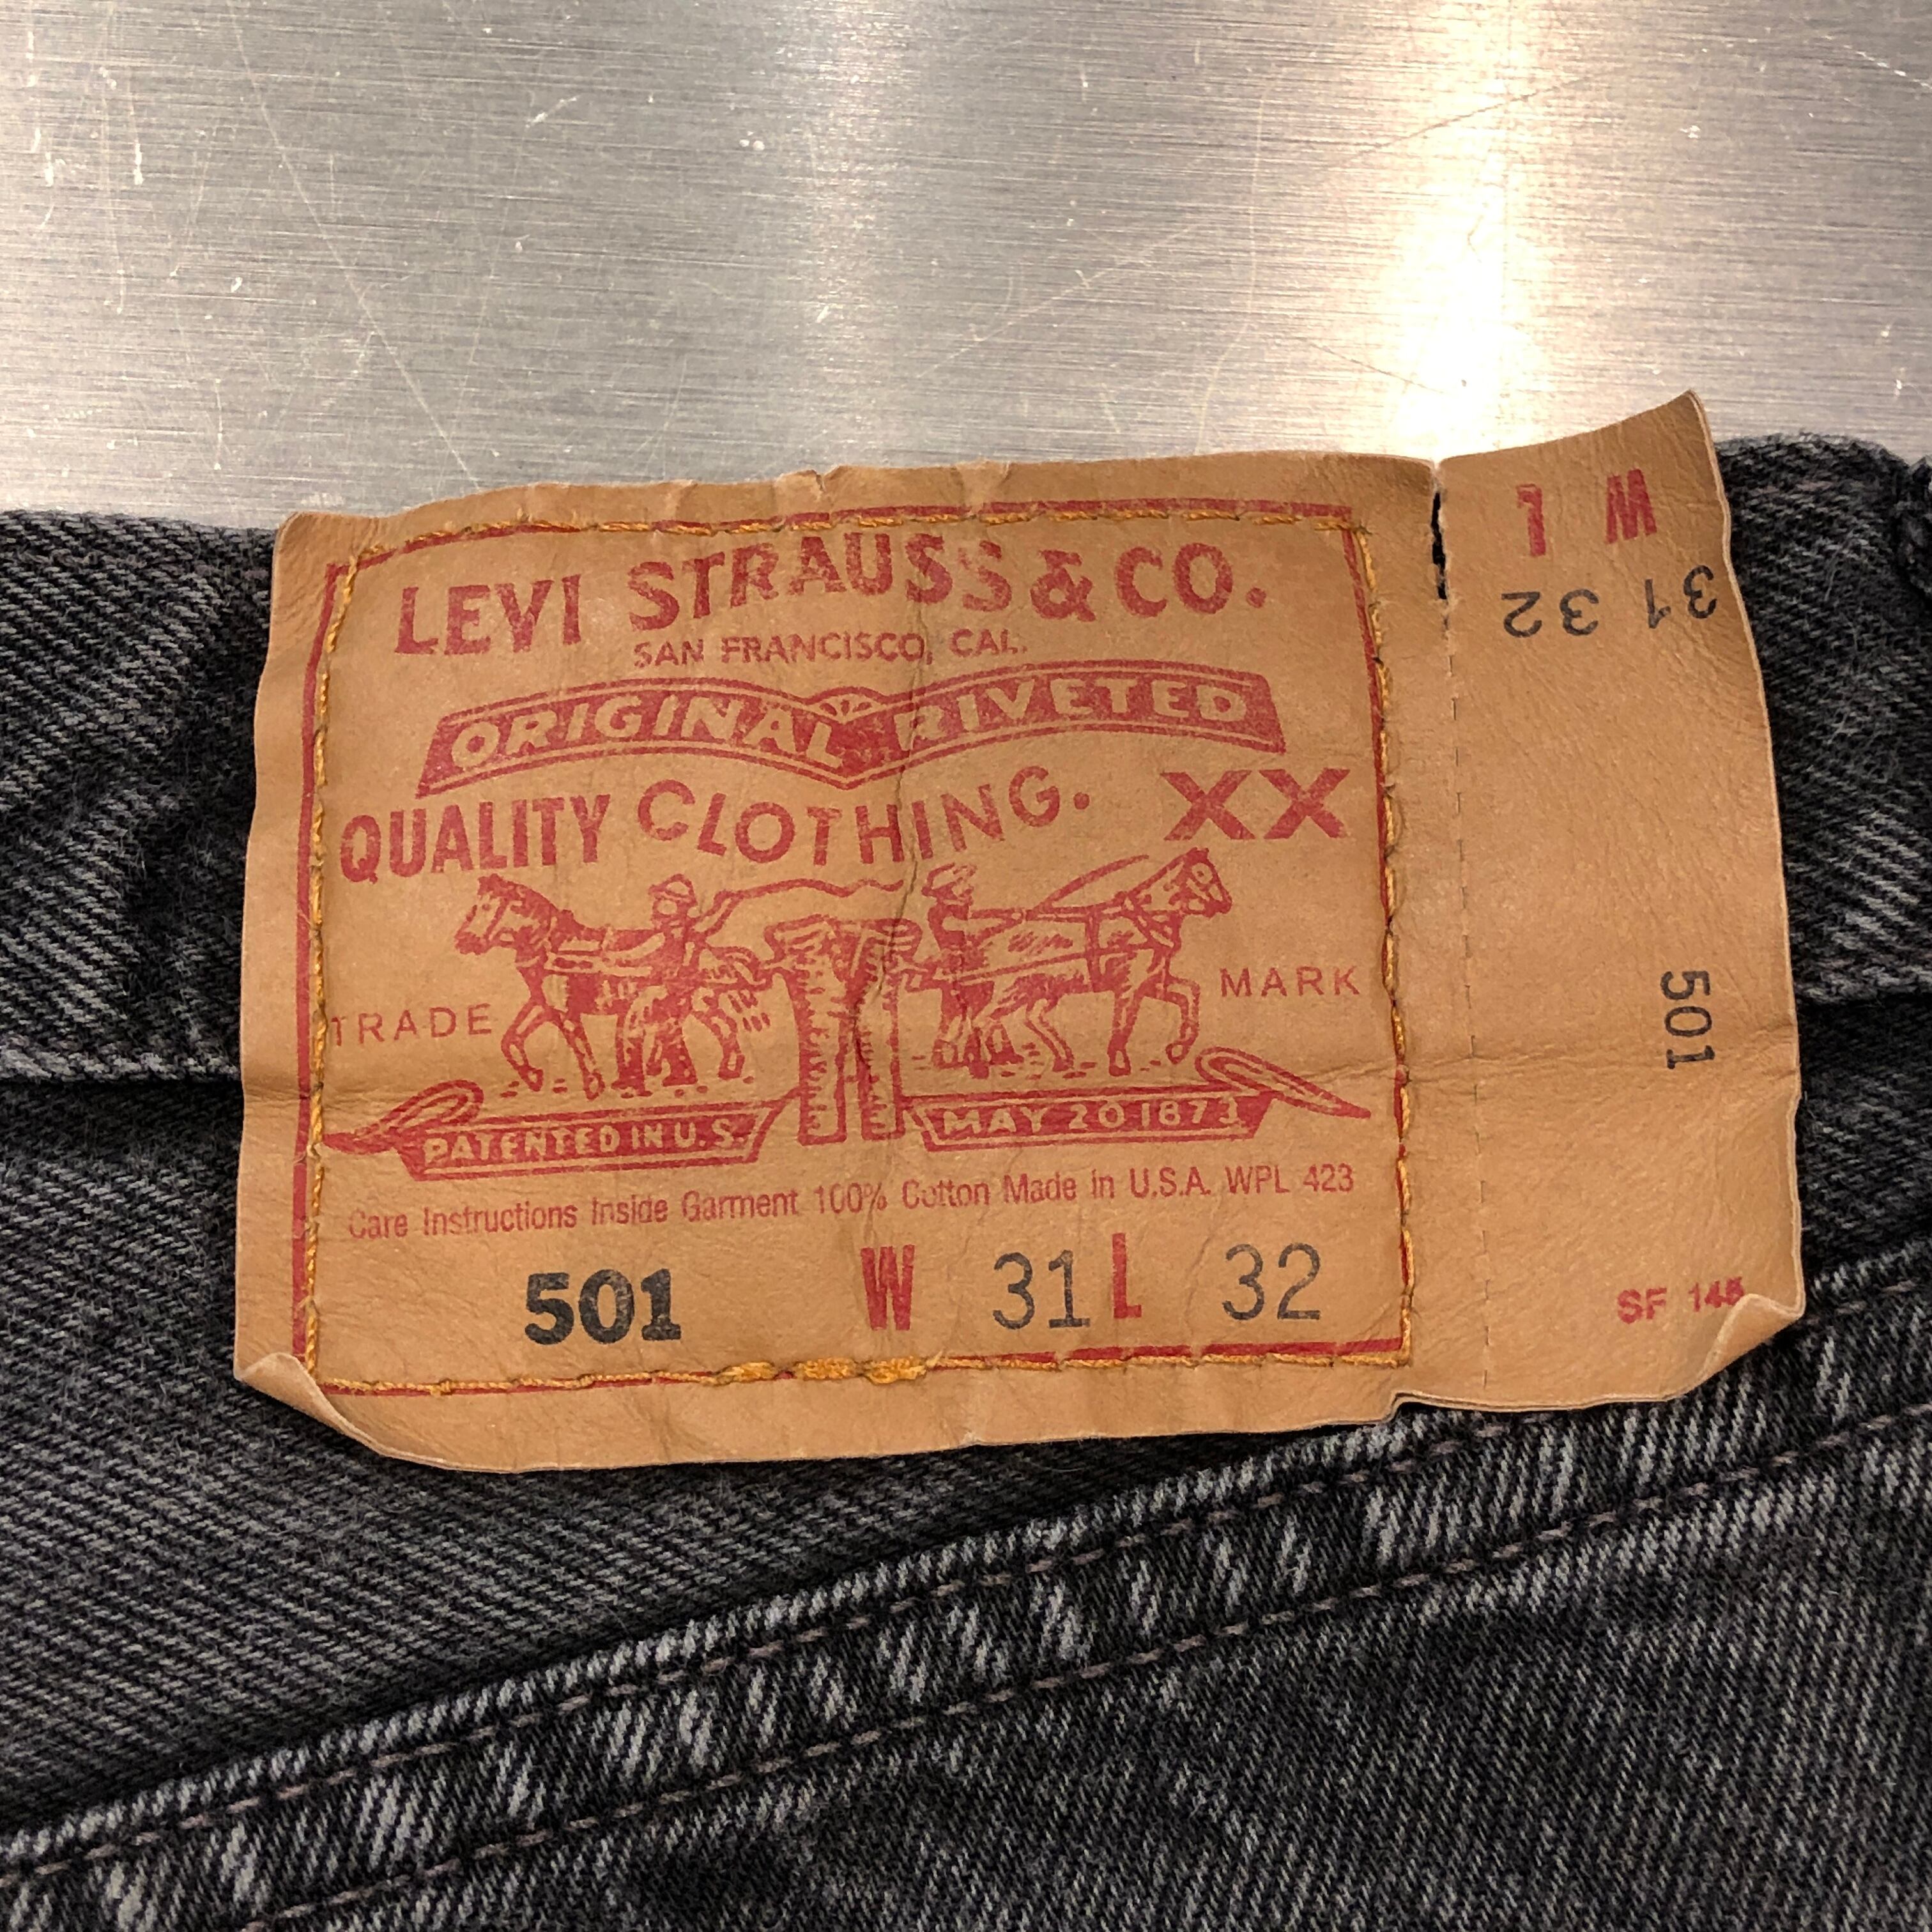 LEVI STRAUSS & CO.
SAN FRANCISCO, CAL.
ORIGINAL RIVETED
QUALITY CLOTHING. XX
TRADE MARK
PATENTED IN U.S. MAY 20 1873
Care Instructions Inside Garment 100% Cotton Made in U.S.A. WPL 423
501 W 31 L 32
W L
31 32
501
SF 145